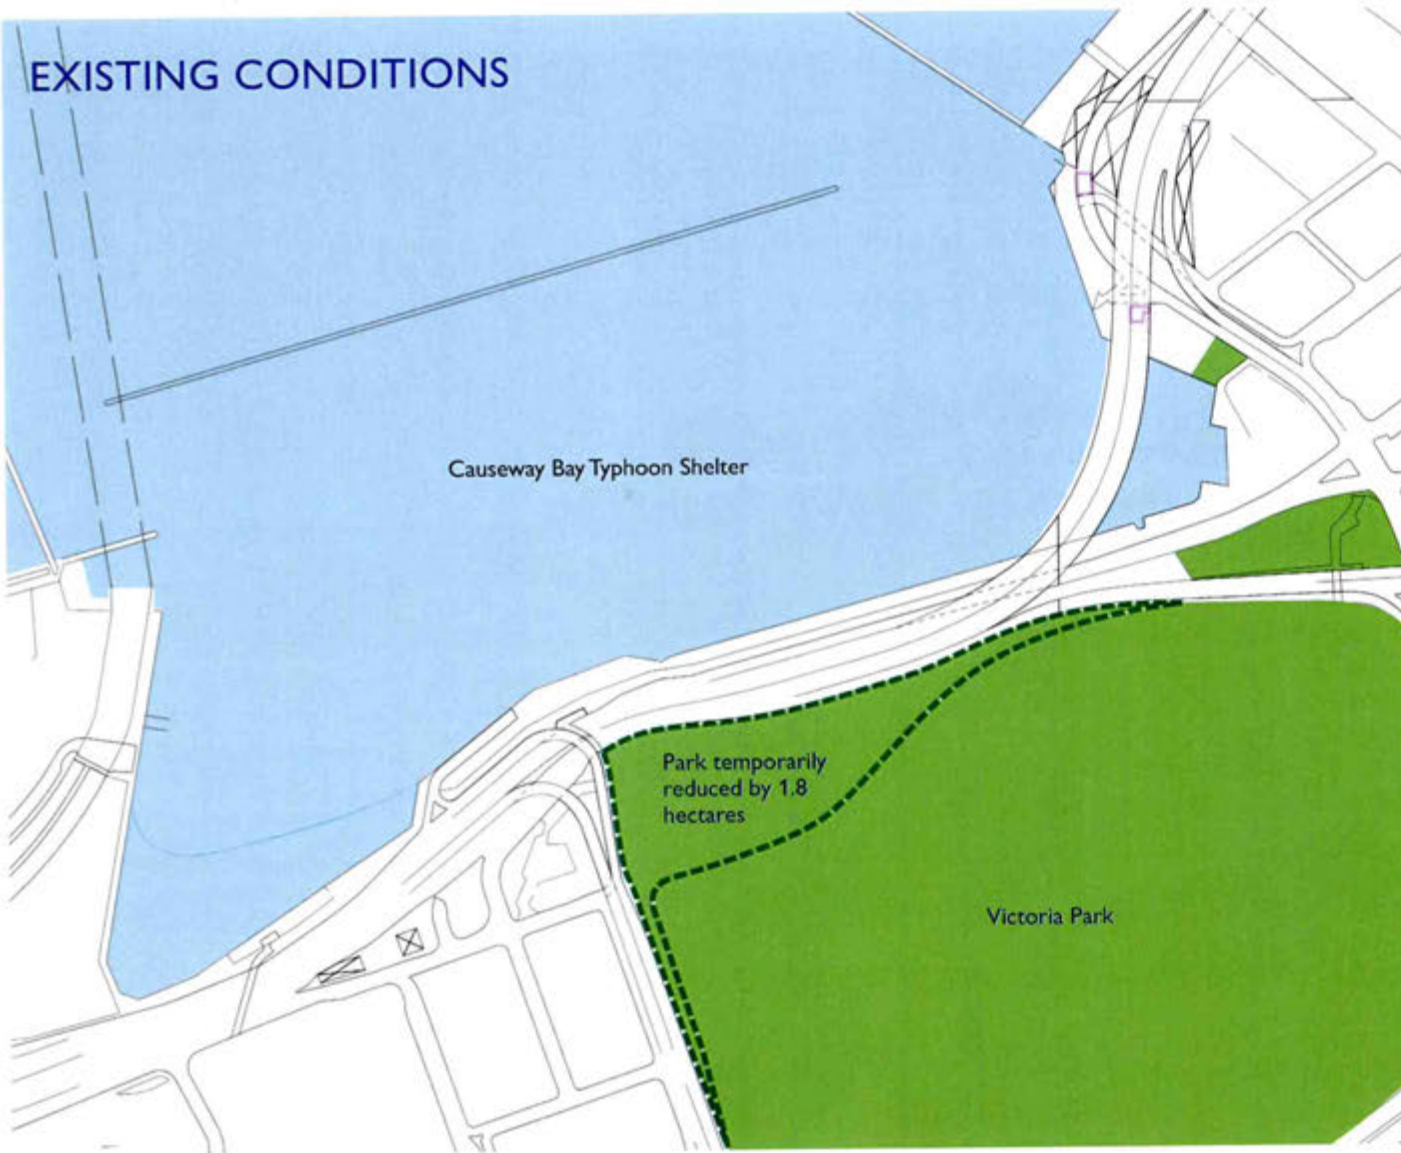 EXISTING CONDITIONS
Causeway Bay Typhoon Shelter
Park temporarily
reduced by 1.8
hectares
Victoria Park